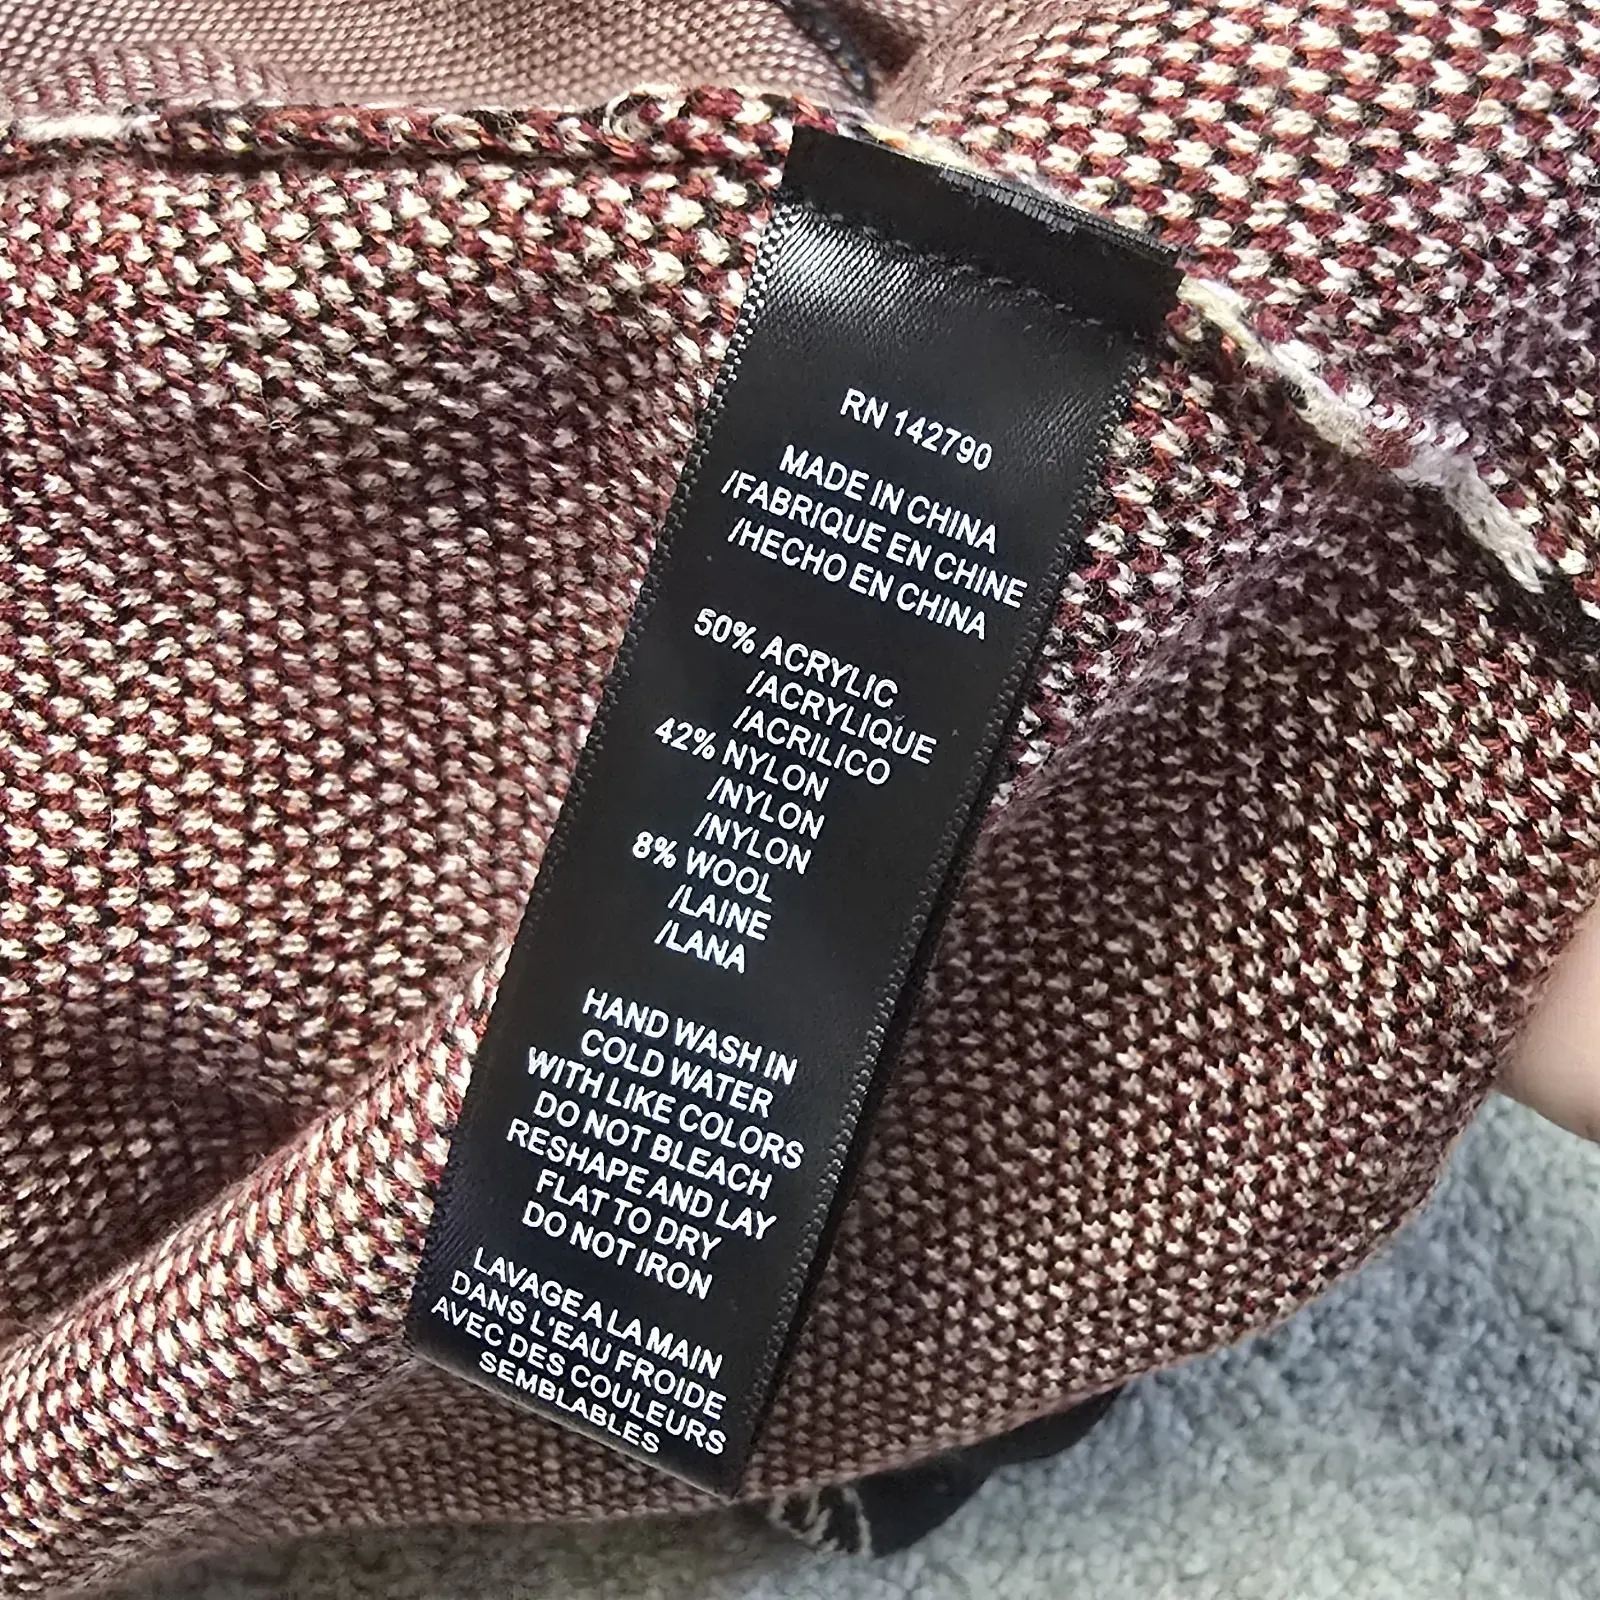 RN 142790
MADE IN CHINA
/FABRIQUE EN CHINE
/HECHO EN CHINA
50% ACRYLIC
/ACRYLIQUE
/ACRILICO
42% NYLON
/NYLON
/NYLON
8% WOOL
/LAINE
/LANA
HAND WASH IN
COLD WATER
WITH LIKE COLORS
DO NOT BLEACH
RESHAPE AND LAY
FLAT TO DRY
DO NOT IRON
LAVAGE A LA MAIN
DANS L'EAU FROIDE
AVEC DES COULEURS
SEMBLABLES